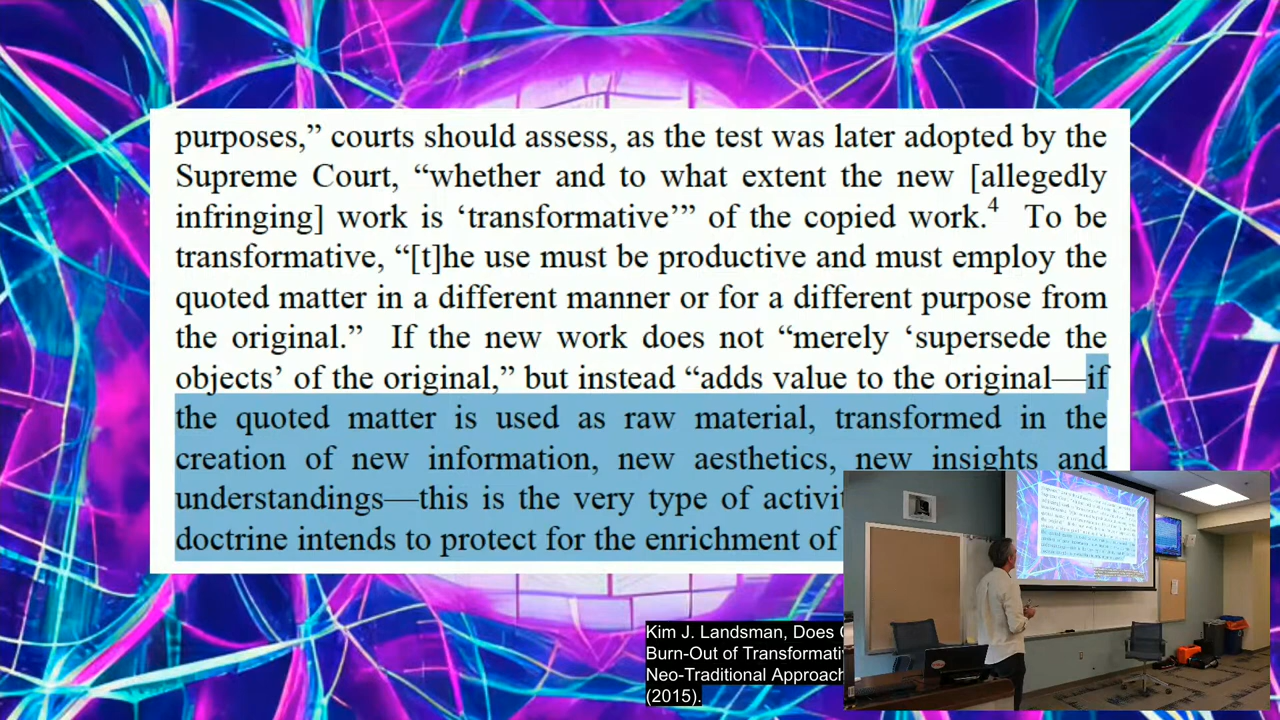 purposes,” courts should assess, as the test was later adopted by the
Supreme Court, “whether and to what extent the new [allegedly
infringing] work is ‘transformative’” of the copied work.4 To be
transformative, “[t]he use must be productive and must employ the
quoted matter in a different manner or for a different purpose from
the original.” If the new work does not “merely ‘supersede the
objects’ of the original,” but instead “adds value to the original—if
the quoted matter is used as raw material, transformed in the
creation of new information, new aesthetics, new insights and
understandings—this is the very type of
doctrine intends to protect for the enrichment of
Kim J. Landsman, Does
Burn-Out of
Neo-Traditional Approach
(2015).